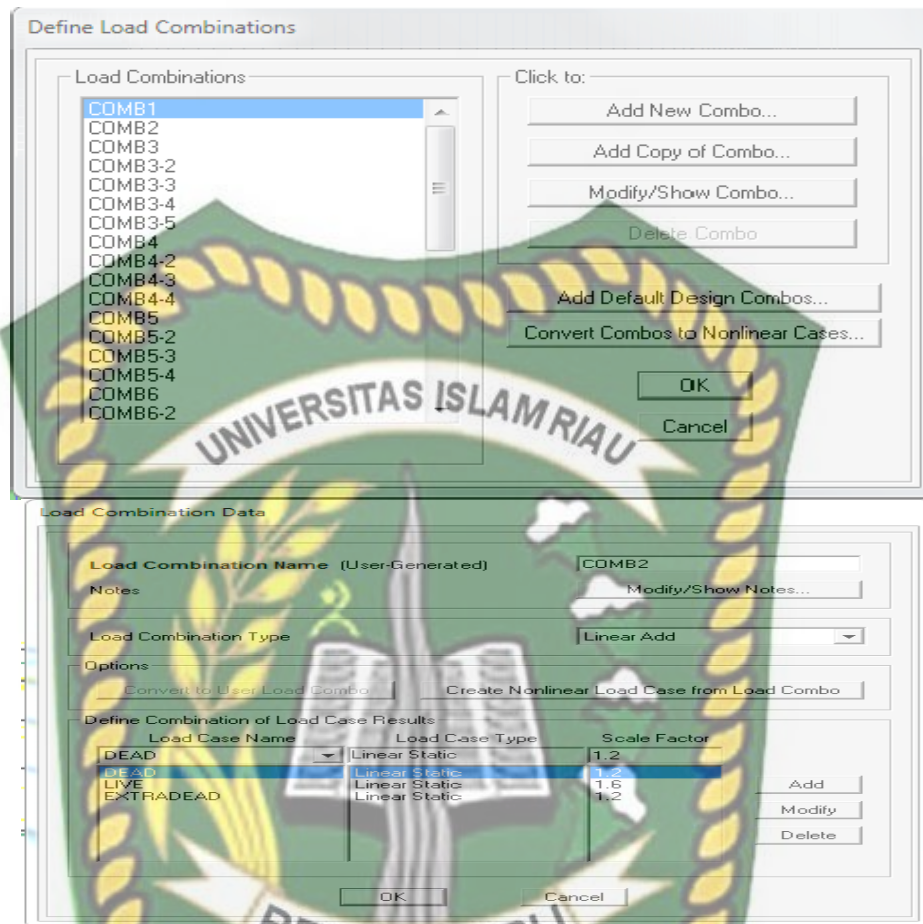 Define Load Combinations
Load Combinations
COMB1
COMB2
COMB3
COMB3-2
COMB3-3
COMB3-4
COMB3-5
COMB4
COMB4-2
COMB4-3
COMB4-4
COMB5
COMB5-2
COMB5-3
COMB5-4
COMB6
COMB6-2
Click to:
Add New Combo...
Add Copy of Combo...
Modify/Show Combo...
Delete Combo
Add Default Design Combos...
Convert Combos to Nonlinear Cases...
OK
Cancel
UNIVERSITAS ISLAM RIAU
Load Combination Data
Load Combination Name (User-Generated) COMB2
Notes Modify/Show Notes...
Load Combination Type Linear Add
Options
Convert to User Load Combo Create Nonlinear Load Case from Load Combo
Define Combination of Load Case Results
Load Case Name Load Case Type Scale Factor
DEAD Linear Static 1.2
DEAD Linear Static 1.2
LIVE Linear Static 1.6
EXTRADEAD Linear Static 1.2
Add
Modify
Delete
OK Cancel